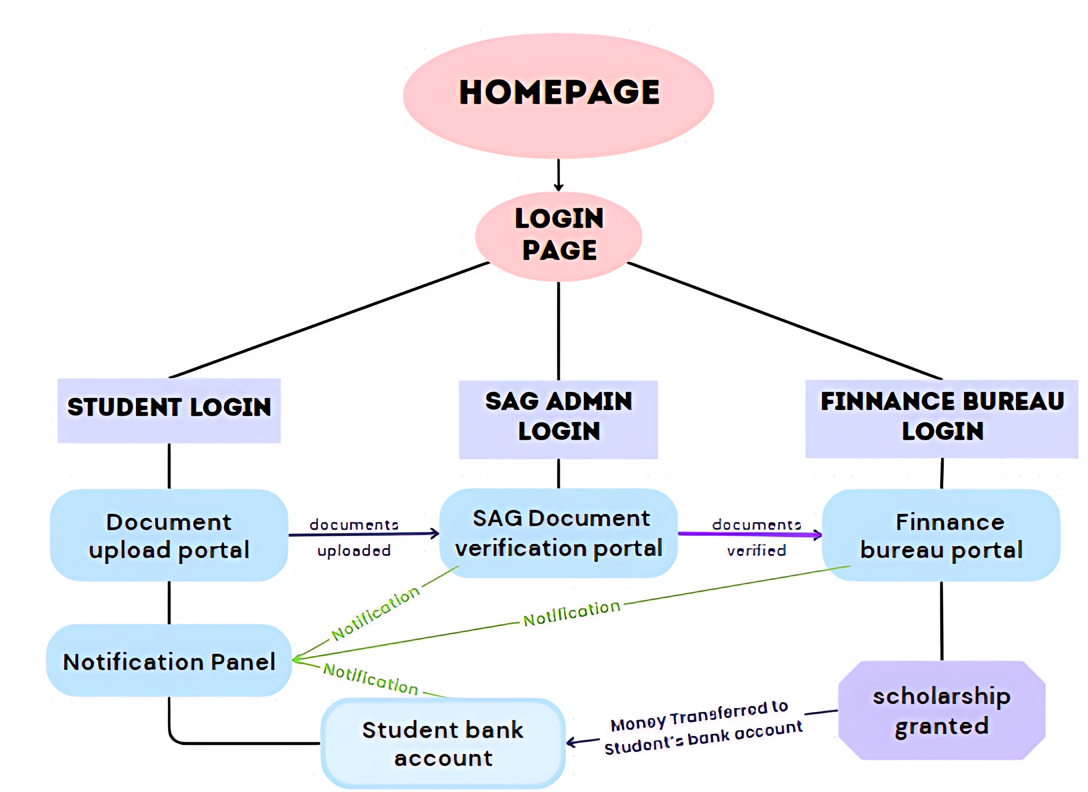 HOMEPAGE
LOGIN
PAGE
STUDENT LOGIN
SAG ADMIN
LOGIN
FINNANCE BUREAU
LOGIN
Document
upload portal
documents
uploaded
SAG Document
verification portal
documents
verified
Finnance
bureau portal
Notification
Notification
Notification Panel
Notification
Student bank
account
Money Transferred to
Student's bank account
scholarship
granted